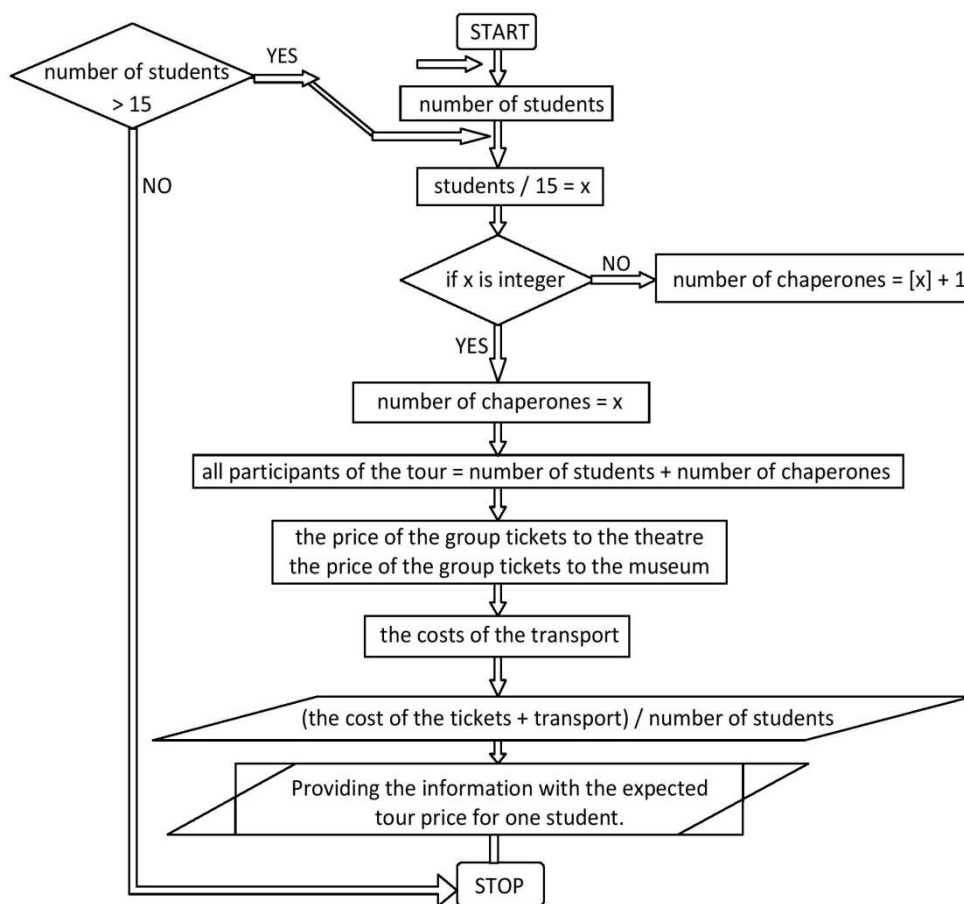 START
number of students
> 15
YES
number of students
NO
students / 15 = x
if x is integer
NO
number of chaperones = [x] + 1
YES
number of chaperones = x
all participants of the tour = number of students + number of chaperones
the price of the group tickets to the theatre
the price of the group tickets to the museum
the costs of the transport
(the cost of the tickets + transport) / number of students
Providing the information with the expected
tour price for one student.
STOP